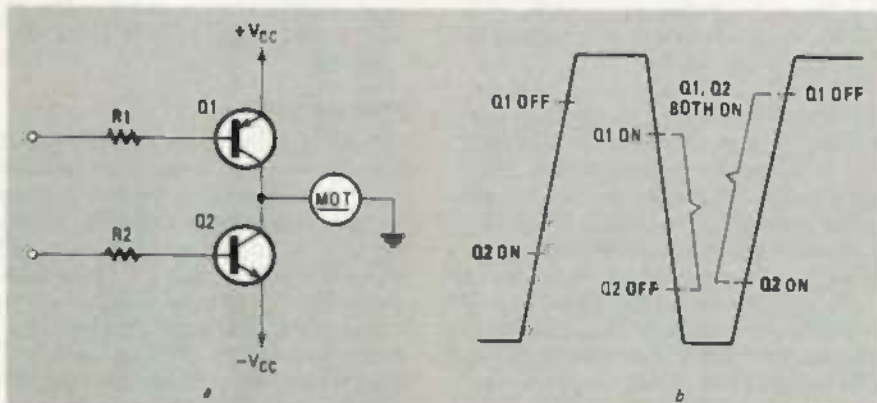 +VCC
Q1
R1
MOT
Q2
R2
-VCC
a
Q1 OFF
Q2 ON
Q1 ON
Q2 OFF
Q1, Q2
BOTH ON
Q1 OFF
Q2 ON
b